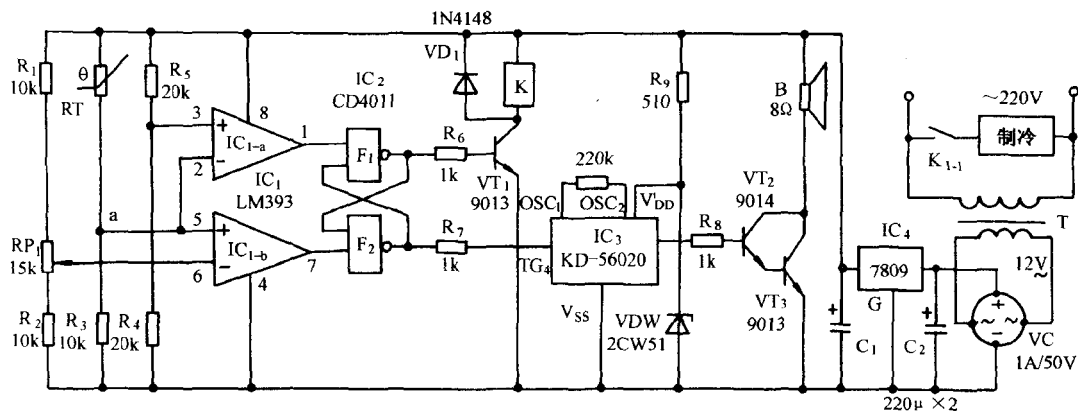 1N4148
R₁
10k
θ
RT
R₅
20k
VD₁
K
IC₂
CD4011
R₉
510
B
8Ω
~220V
制冷
K₁₋₁
3
+
8
IC₁₋ₐ
1
−
2
IC₁
LM393
F₁
R₆
1k
VT₁
9013
220k
OSC₁
OSC₂
V_DD
VT₂
9014
a
5
+
IC₁₋b
7
−
6
4
F₂
R₇
1k
TG₄
IC₃
KD-56020
R₈
1k
IC₄
7809
G
T
12V
~
RP₁
15k
R₂
10k
R₃
10k
R₄
20k
V_SS
VDW
2CW51
VT₃
9013
+
C₁
+
C₂
+
~ ~
−
VC
1A/50V
220μ×2